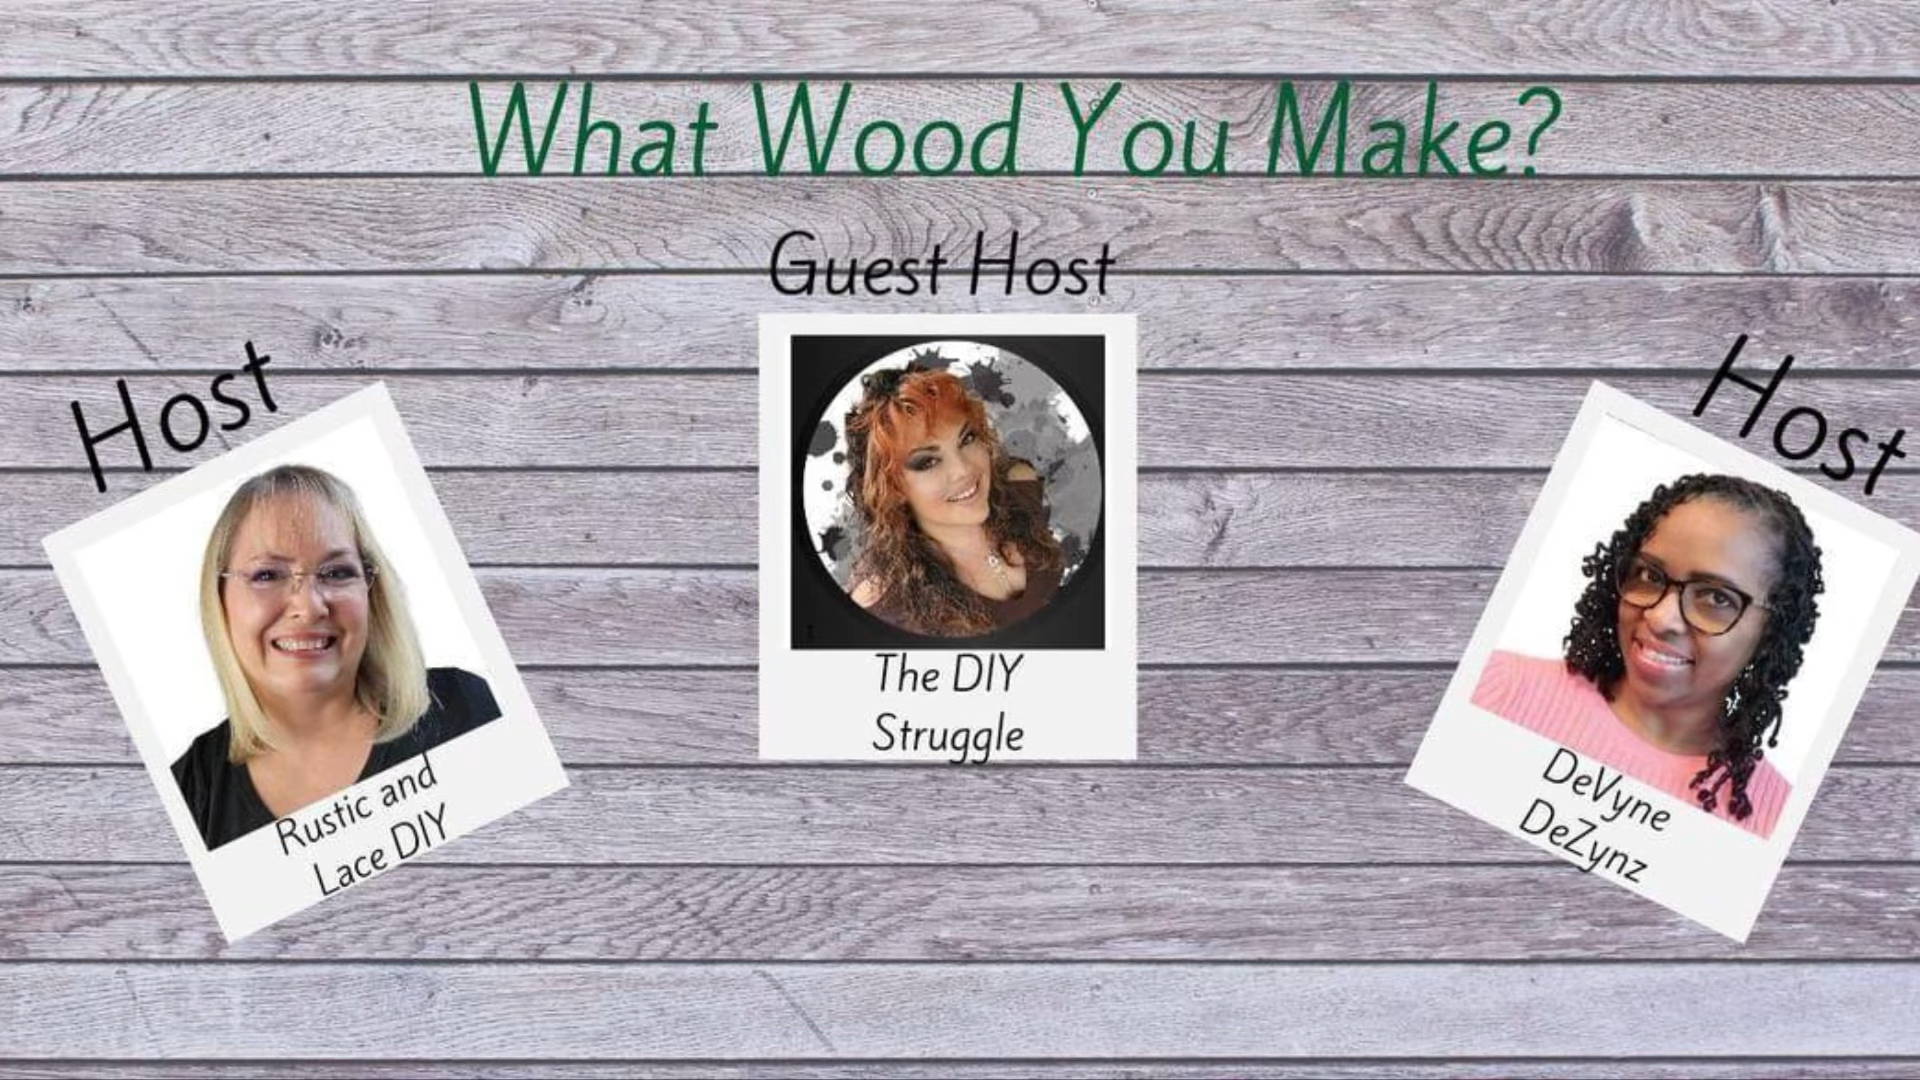 What Wood You Make?
Guest Host
Host
Host
The DIY
Struggle
Rustic and
Lace DIY
DeVyne
DeZynz